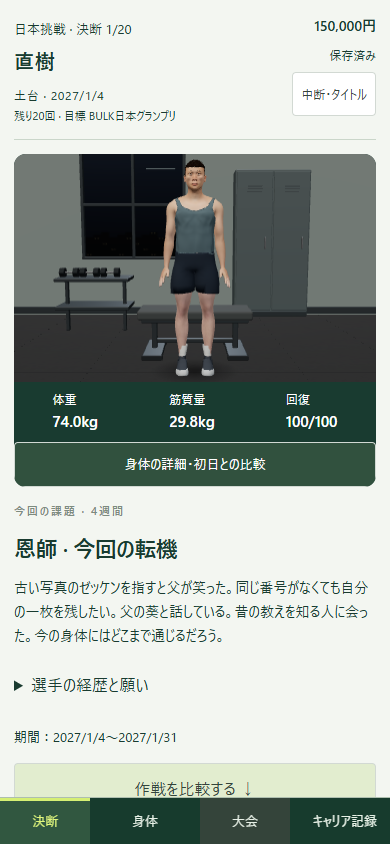 日本挑戦・決断 1/20
150,000円
直樹
保存済み
土台・2027/1/4
残り20回・目標 BULK日本グランプリ
中断・タイトル
体重
筋質量
回復
74.0kg
29.8kg
100/100
身体の詳細・初日との比較
今回の課題・4週間
恩師・今回の転機
古い写真のゼッケンを指すと父が笑った。同じ番号がなくても自分
の一枚を残したい。父の葵と話している。昔の教えを知る人に会っ
た。今の身体にはどこまで通じるだろう。
▶ 選手の経歴と願い
期間：2027/1/4〜2027/1/31
作戦を比較する ↓
決断
身体
大会
キャリア記録